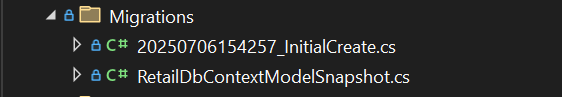 Migrations
C# 20250706154257_InitialCreate.cs
C# RetailDbContextModelSnapshot.cs